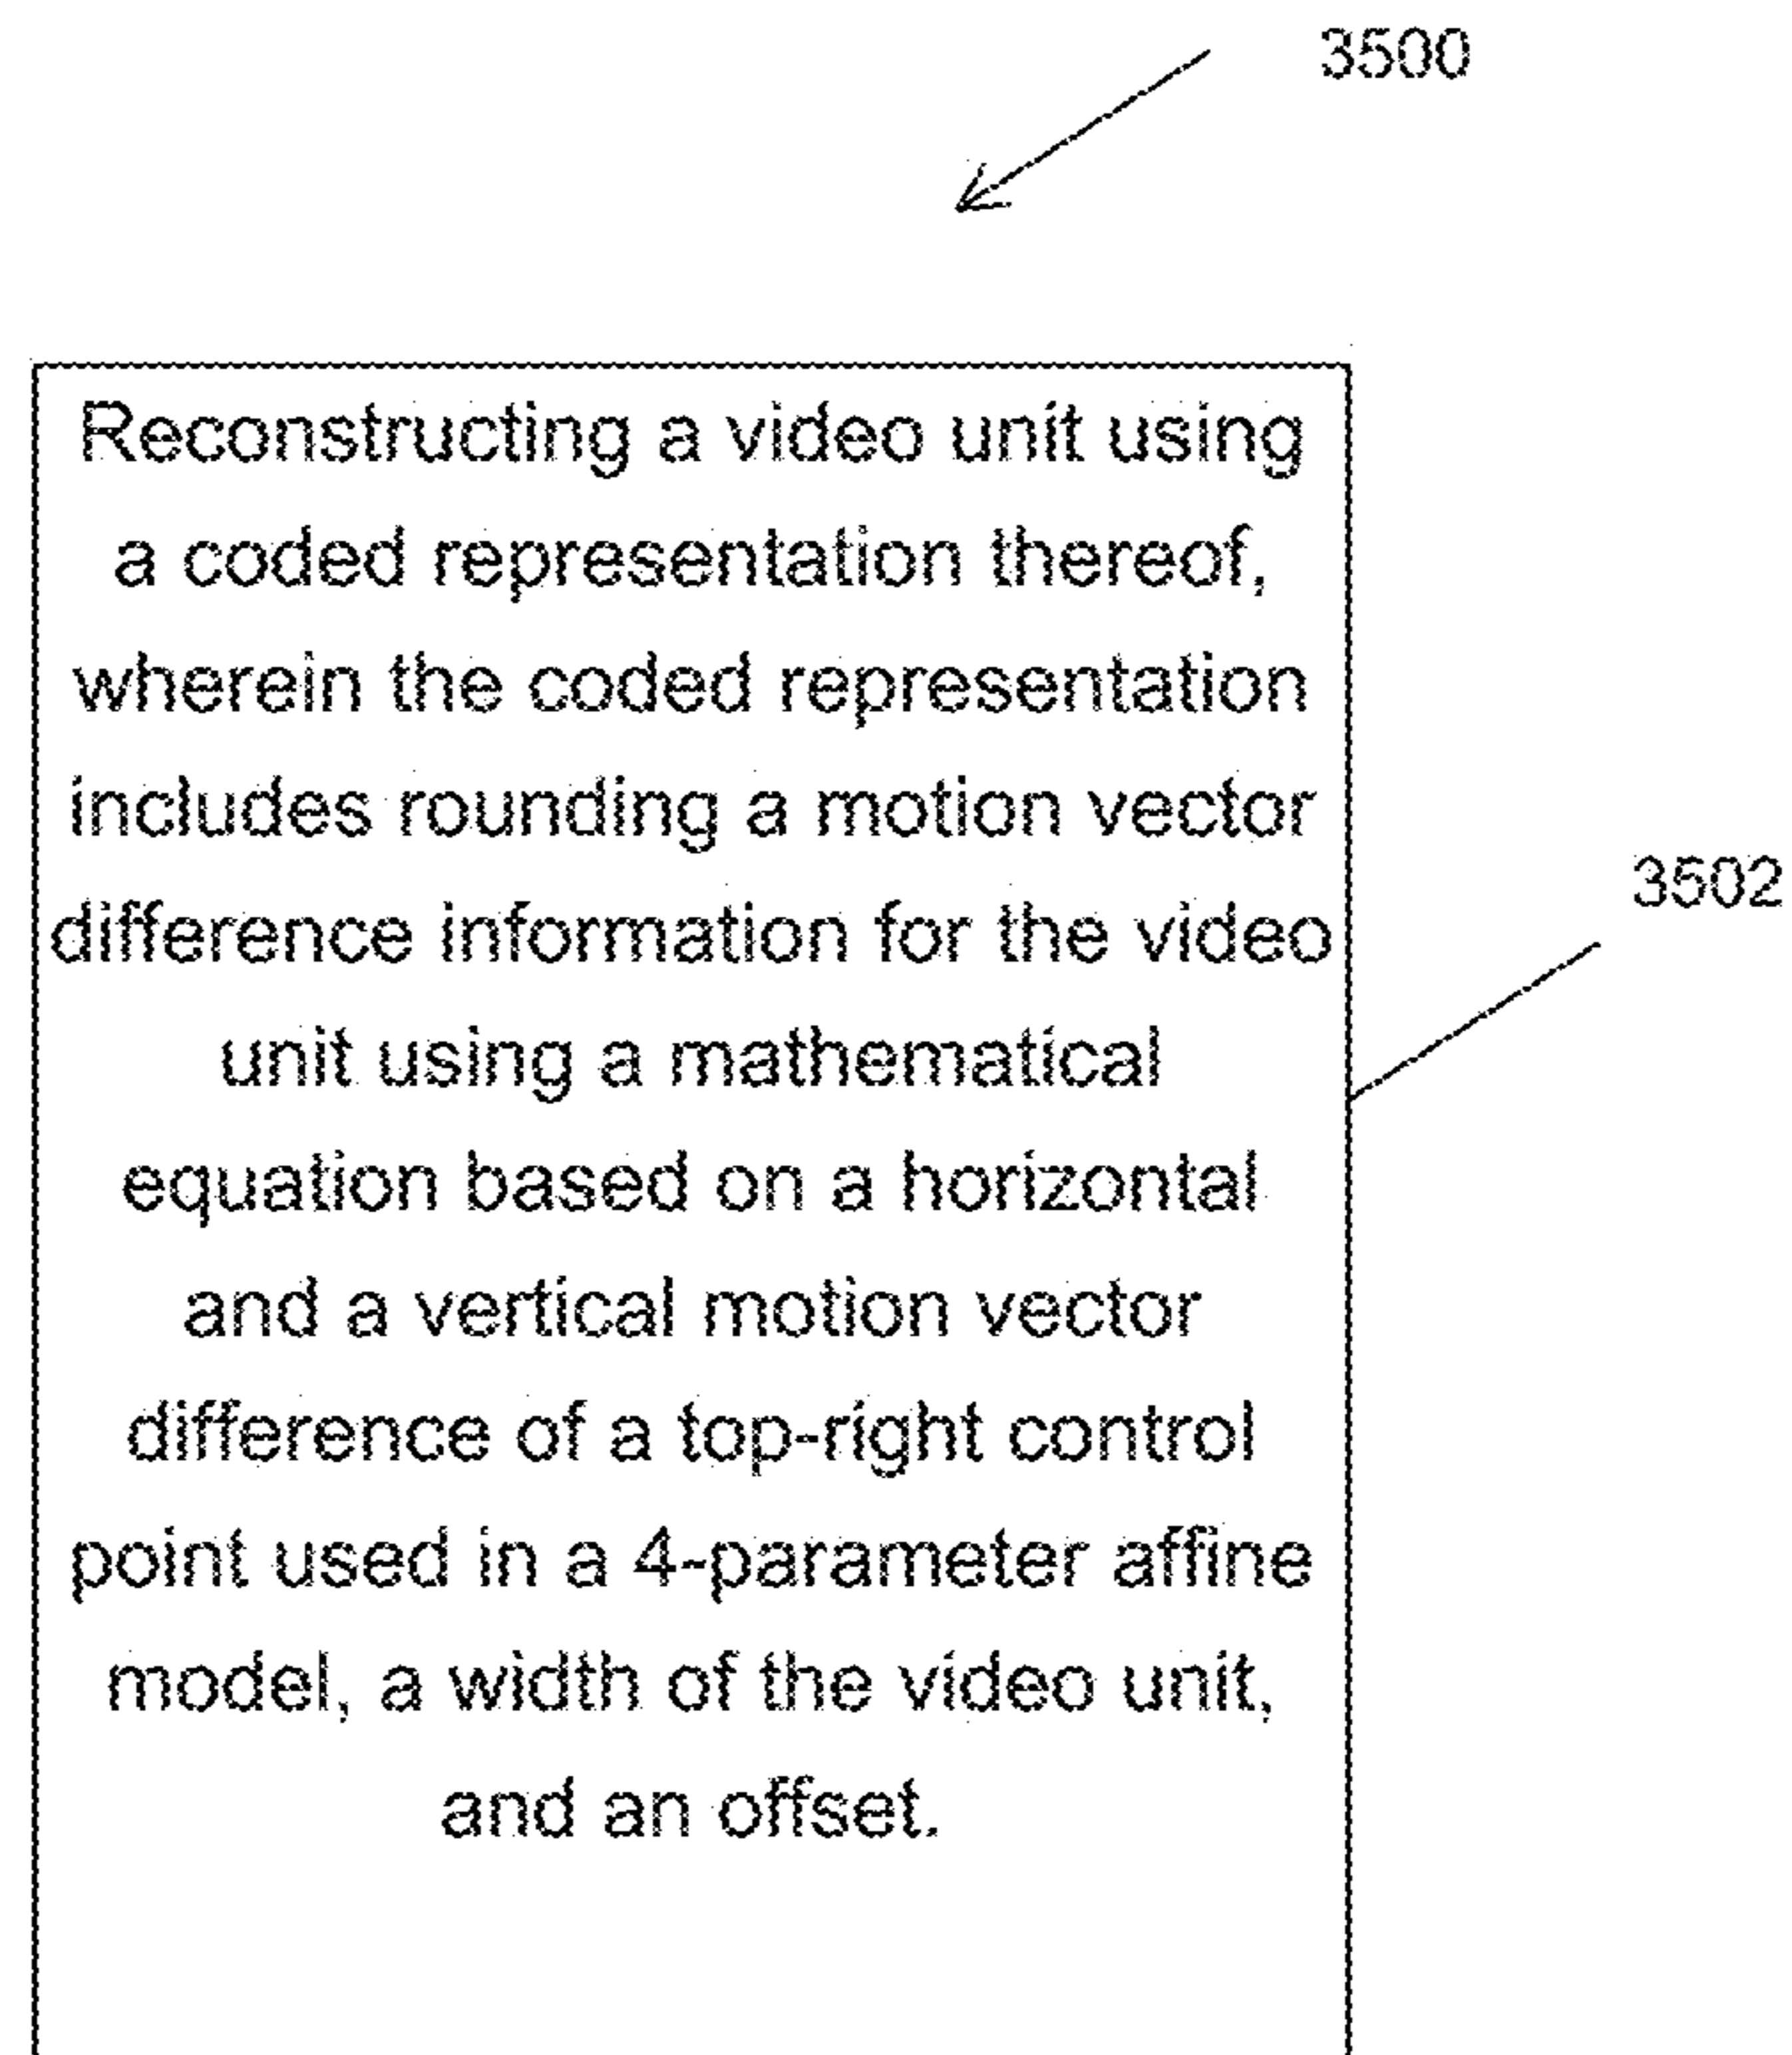 3500
Reconstructing a video unit using
a coded representation thereof,
wherein the coded representation
includes rounding a motion vector
difference information for the video
3502
unit using a mathematical
equation based on a horizontal
and a vertical motion vector
difference of a top-right control
point used in a 4-parameter affine
model, a width of the video unit,
and an offset.